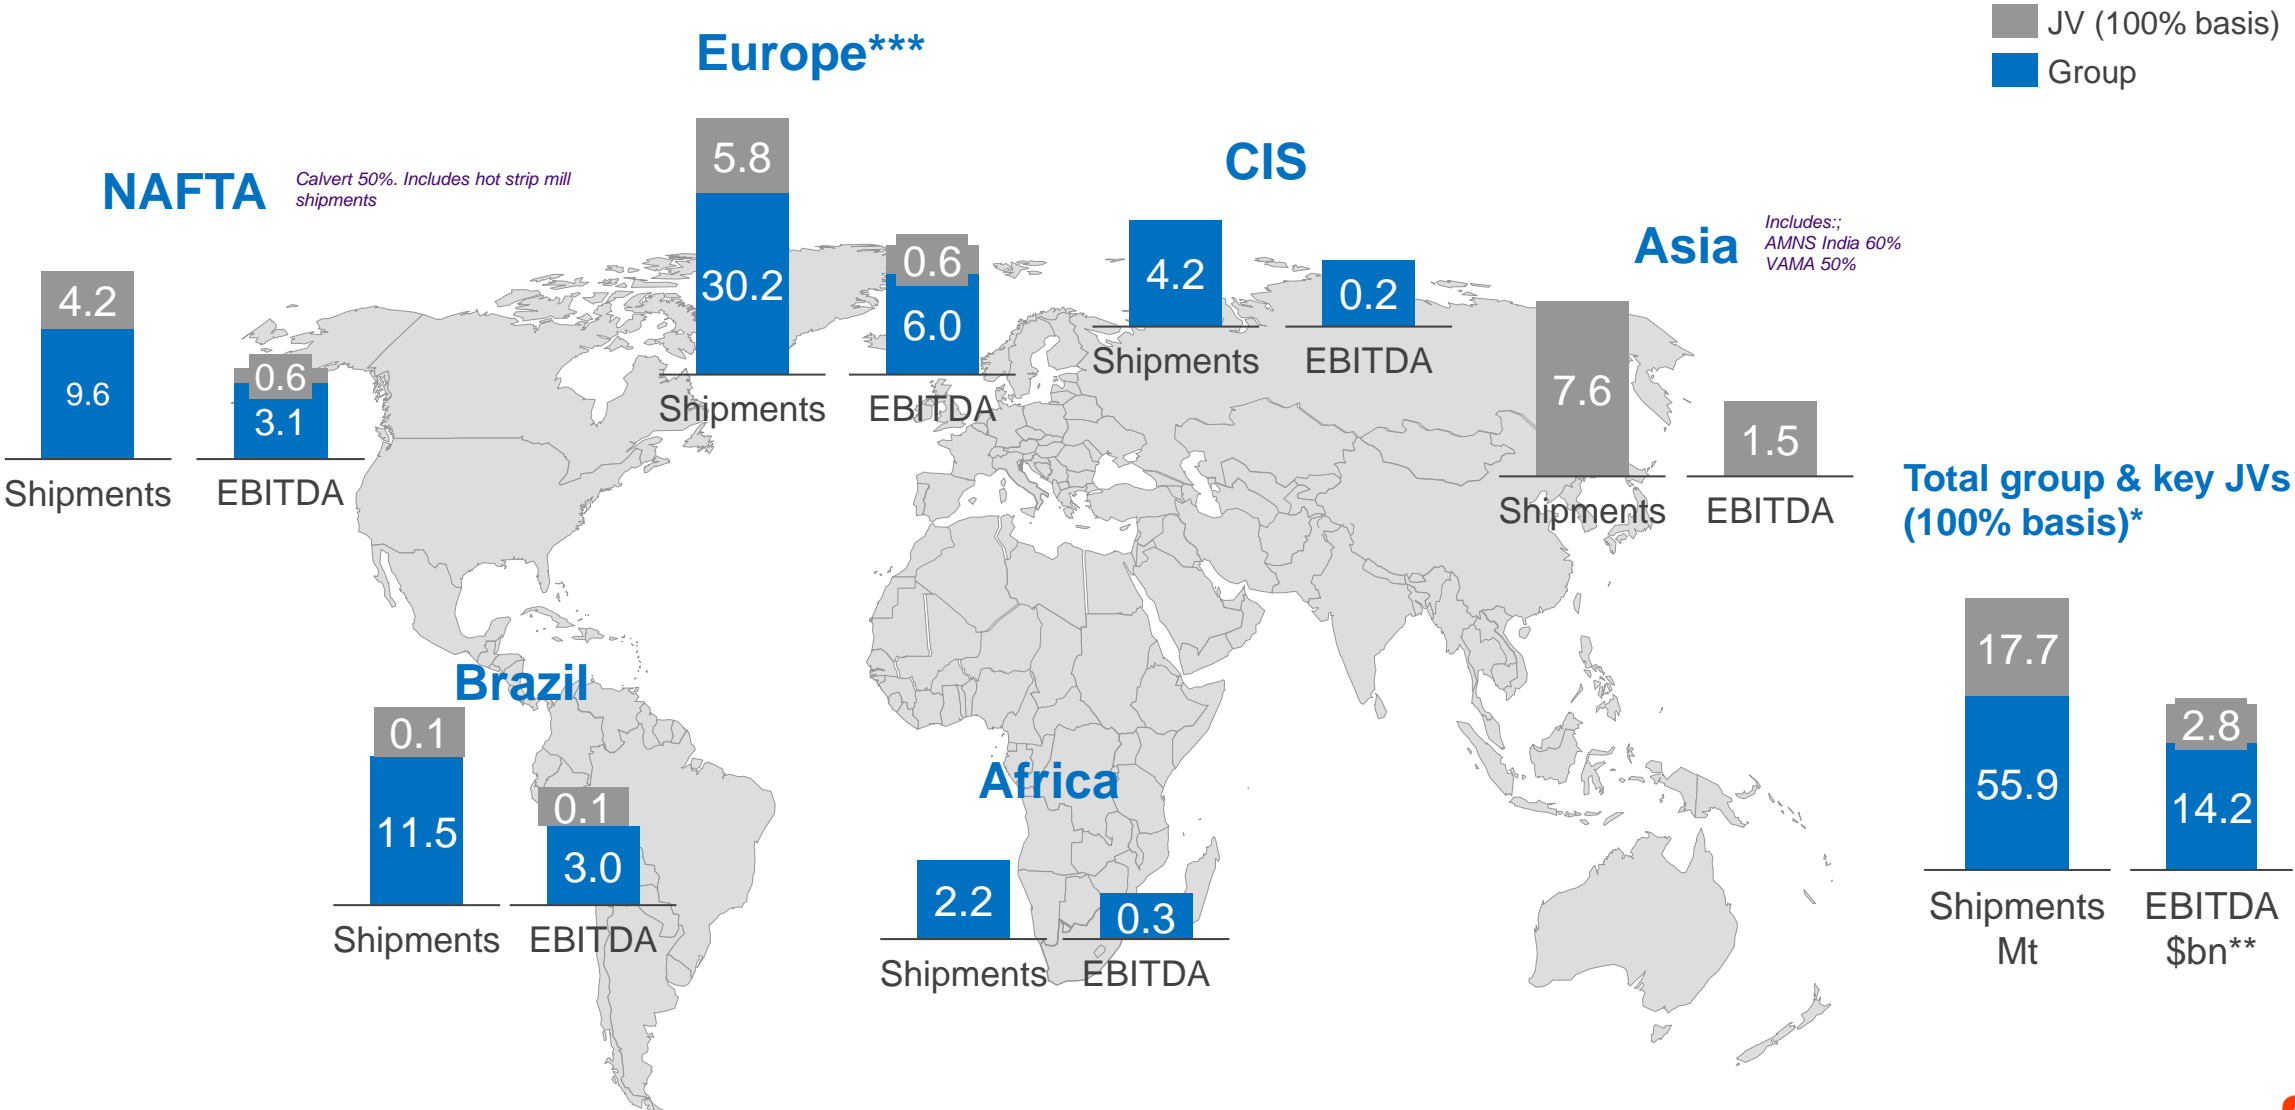 JV (100% basis)
Group
Europe***
5.8
30.2
0.6
6.0
Shipments
EBITDA
NAFTA
Calvert 50%. Includes hot strip mill
shipments
4.2
9.6
0.6
3.1
Shipments
EBITDA
CIS
4.2
0.2
Shipments
EBITDA
Asia
Includes:;
AMNS India 60%
VAMA 50%
7.6
1.5
Shipments
EBITDA
Brazil
0.1
11.5
0.1
3.0
Shipments
EBITDA
Africa
2.2
0.3
Shipments
EBITDA
Total group & key JVs
(100% basis)*
17.7
55.9
2.8
14.2
Shipments
Mt
EBITDA
$bn**